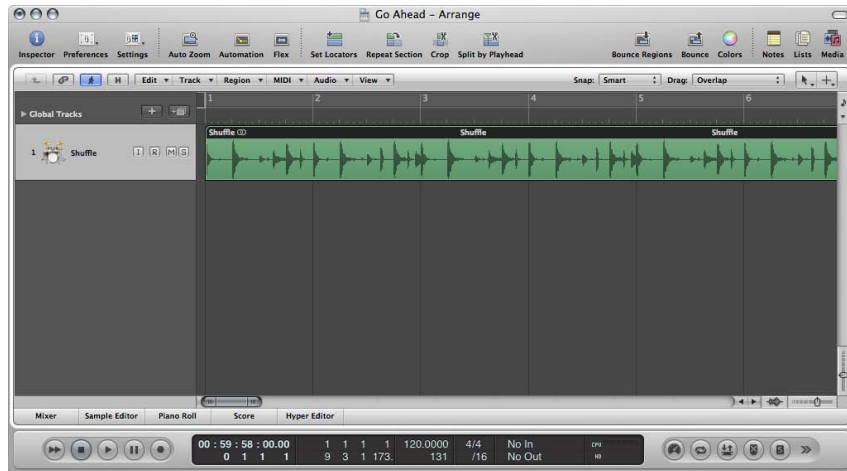 Go Ahead – Arrange
Inspector Preferences Settings Auto Zoom Automation Flex Set Locators Repeat Section Crop Split by Playhead Bounce Regions Bounce Colors Notes Lists Media
H Edit Track Region MIDI Audio View Snap: Smart Drag: Overlap
Global Tracks
1 2 3 4 5 6
Shuffle Shuffle Shuffle
1 Shuffle I R M S
Mixer Sample Editor Piano Roll Score Hyper Editor
00 : 59 : 58 : 00.00 1 1 1 1 120.0000 4/4 No In CPU
0 1 1 1 9 3 1 173. 131 /16 No Out HD